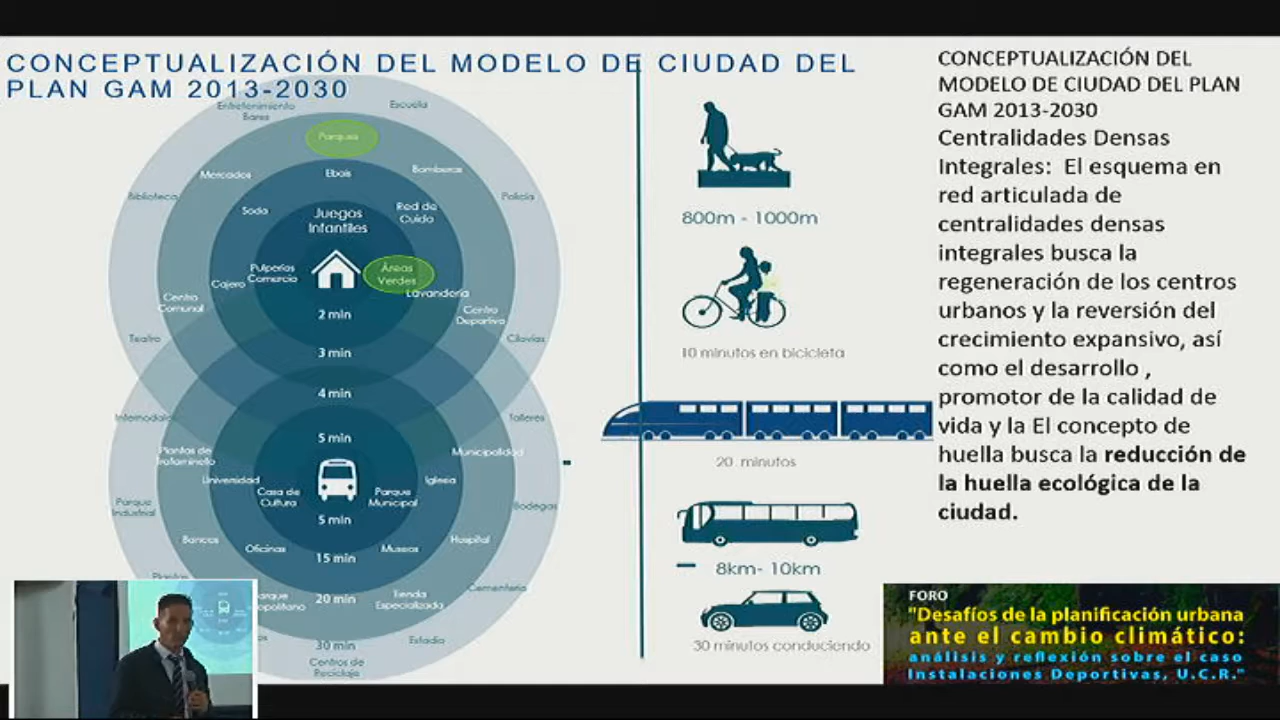 CONCEPTUALIZACIÓN DEL MODELO DE CIUDAD DEL
PLAN GAM 2013-2030
Entretenimiento
Bares
Escuela
Parques
Mercados
Ebais
Bomberos
Biblioteca
Policía
Soda
Juegos
Infantiles
Red de
Cuido
Pulperías
Comercio
Cajero
Áreas
Verdes
Lavandería
Centro
Comunal
Centro
Deportivo
2 min
Teatro
Ciclovías
3 min
4 min
Intermodales
Talleres
5 min
Plantas de
Tratamineto
Municipalidad
Universidad
Casa de
Cultura
Parque
Municipal
Iglesia
Parque
Industrial
Bodegas
5 min
Bancos
Oficinas
Museos
Hospital
15 min
Plantas
Cementerio
20 min
Tienda
Especializada
Estadio
30 min
Centros de
Reciclaje
800m - 1000m
10 minutos en bicicleta
20 minutos
8km- 10km
30 minutos conduciendo
CONCEPTUALIZACIÓN DEL
MODELO DE CIUDAD DEL PLAN
GAM 2013-2030
Centralidades Densas
Integrales: El esquema en
red articulada de
centralidades densas
integrales busca la
regeneración de los centros
urbanos y la reversión del
crecimiento expansivo, así
como el desarrollo ,
promotor de la calidad de
vida y la El concepto de
huella busca la reducción de
la huella ecológica de la
ciudad.
FORO
"Desafíos de la planificación urbana
ante el cambio climático:
análisis y reflexión sobre el caso
Instalaciones Deportivas, U.C.R."